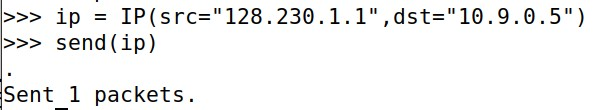 >>> ip = IP(src="128.230.1.1",dst="10.9.0.5")
>>> send(ip)
.
Sent 1 packets.